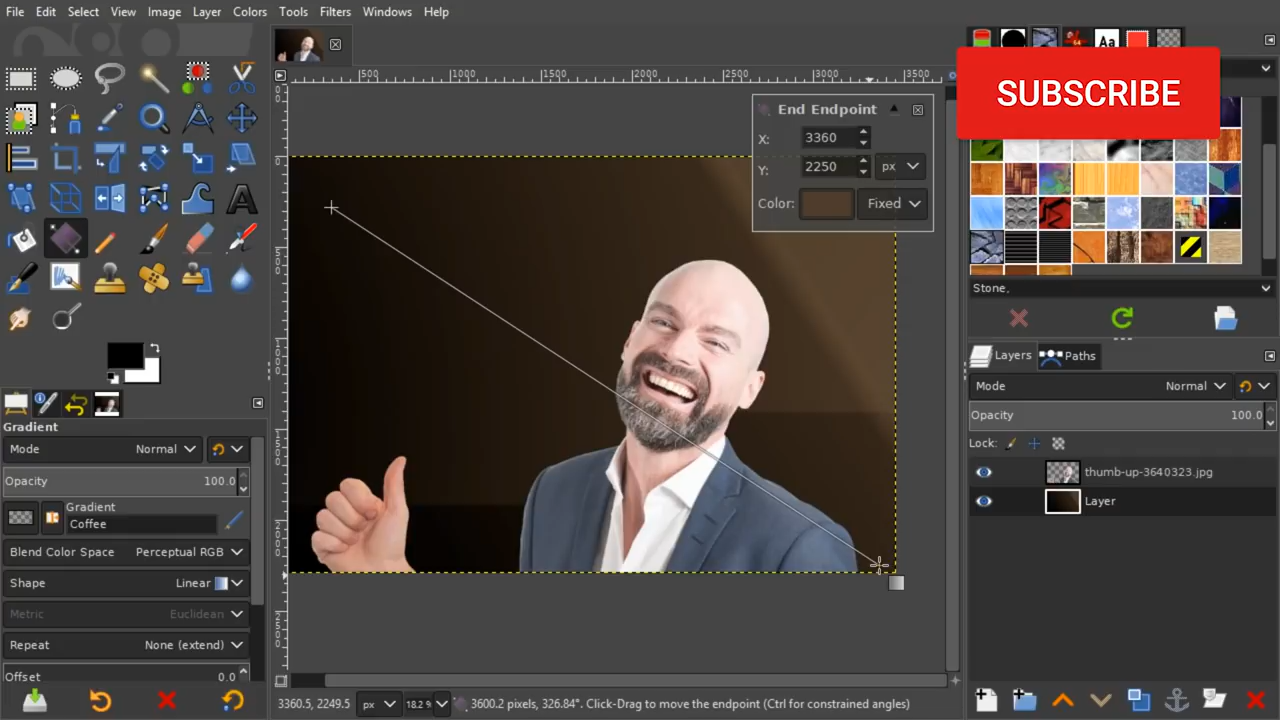 File Edit Select View Image Layer Colors Tools Filters Windows Help
SUBSCRIBE
500 1000 1500 2000 2500 3000 3500
End Endpoint
X: 3360
Y: 2250 px
Color: Fixed
Aa
Stone.
Layers Paths
Mode Normal
Opacity 100.0
Lock:
thumb-up-3640323.jpg
Layer
Gradient
Mode Normal
Opacity 100.0
Gradient
Coffee
Blend Color Space Perceptual RGB
Shape Linear
Metric Euclidean
Repeat None (extend)
Offset 0.0
3360.5, 2249.5 px 18.2 % 3600.2 pixels, 326.84°. Click-Drag to move the endpoint (Ctrl for constrained angles)